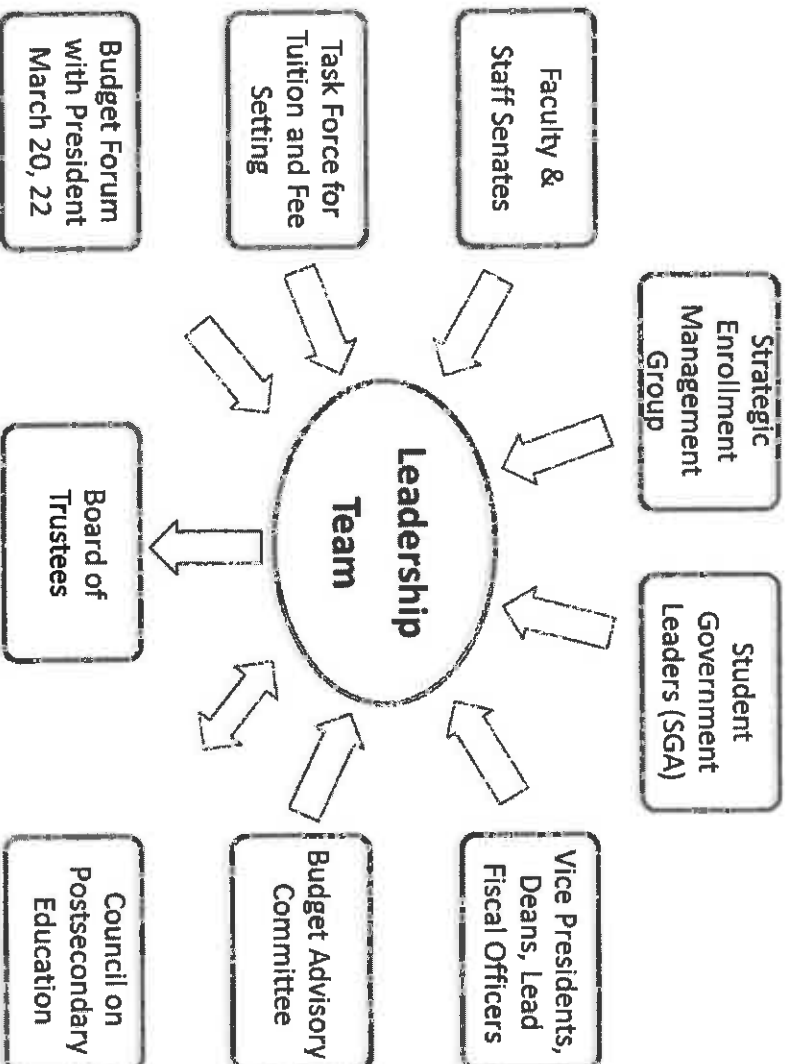 Strategic
Enrollment
Management
Group
Student
Government
Leaders (SGA)
Faculty &
Staff Senates
Vice Presidents,
Deans, Lead
Fiscal Officers
Leadership
Team
Task Force for
Tuition and Fee
Setting
Budget Advisory
Committee
Budget Forum
with President
March 20, 22
Board of
Trustees
Council on
Postsecondary
Education